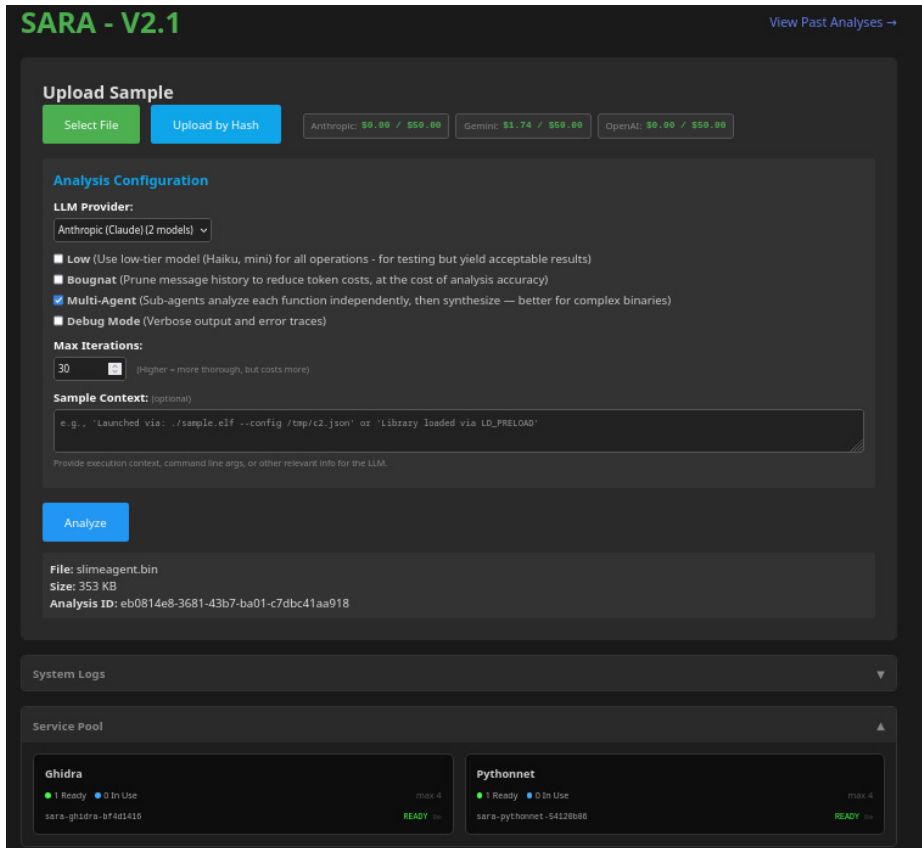 SARA - V2.1
View Past Analyses →
Upload Sample
Select File
Upload by Hash
Anthropic: $0.00 / $50.00
Gemini: $1.74 / $50.00
OpenAI: $0.00 / $50.00
Analysis Configuration
LLM Provider:
Anthropic (Claude) (2 models)
Low (Use low-tier model (Haiku, mini) for all operations - for testing but yield acceptable results)
Bougnat (Prune message history to reduce token costs, at the cost of analysis accuracy)
Multi-Agent (Sub-agents analyze each function independently, then synthesize — better for complex binaries)
Debug Mode (Verbose output and error traces)
Max Iterations:
30
(Higher = more thorough, but costs more)
Sample Context: (optional)
e.g., 'Launched via: ./sample.elf --config /tmp/c2.json' or 'Library loaded via LD_PRELOAD'
Provide execution context, command line args, or other relevant info for the LLM.
Analyze
File: slimeagent.bin
Size: 353 KB
Analysis ID: eb0814e8-3681-43b7-ba01-c7dbc41aa918
System Logs
Service Pool
Ghidra
1 Ready 0 In Use
max 4
sara-ghidra-bf4d1416
READY
Pythonnet
1 Ready 0 In Use
max 4
sara-pythonnet-54128b86
READY